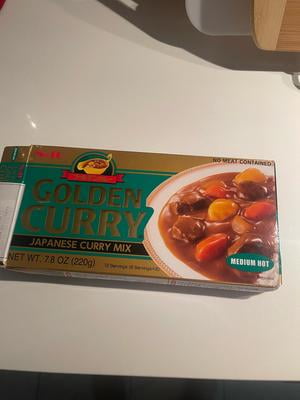 S&B
NO MEAT CONTAINED
GOLDEN
CURRY
JAPANESE CURRY MIX
MEDIUM HOT
NET WT. 7.8 OZ (220g)